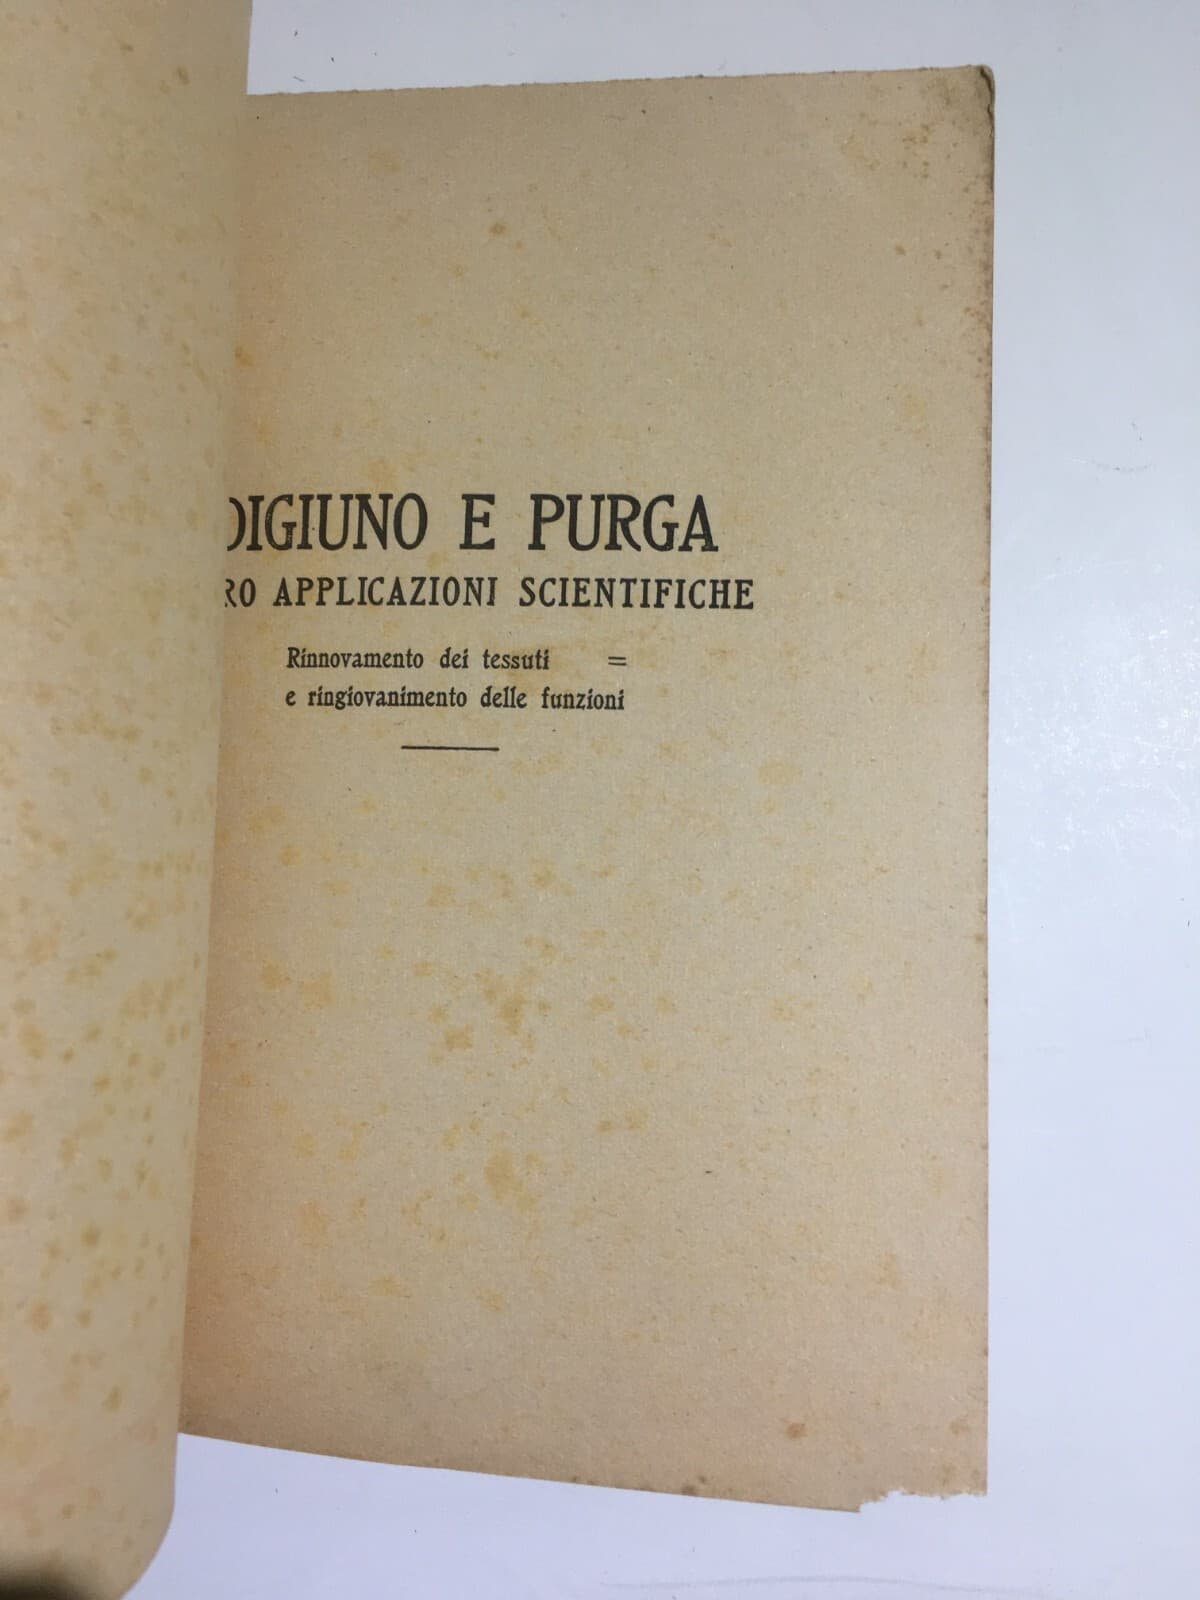 DIGIUNO E PURGA
RO APPLICAZIONI SCIENTIFICHE
Rinnovamento dei tessuti =
e ringiovanimento delle funzioni